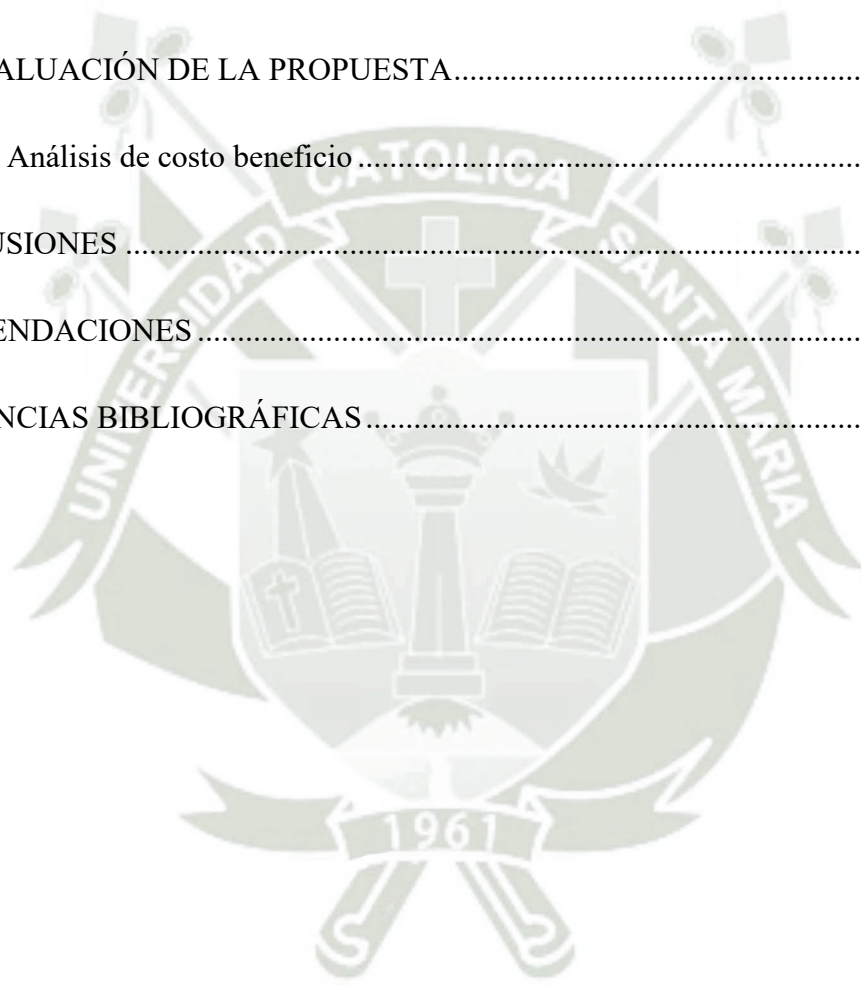 ALUACIÓN DE LA PROPUESTA
Análisis de costo beneficio
USIONES
ENDACIONES
NCIAS BIBLIOGRÁFICAS
UNIVERSIDAD CATOLICA SANTA MARIA
1961